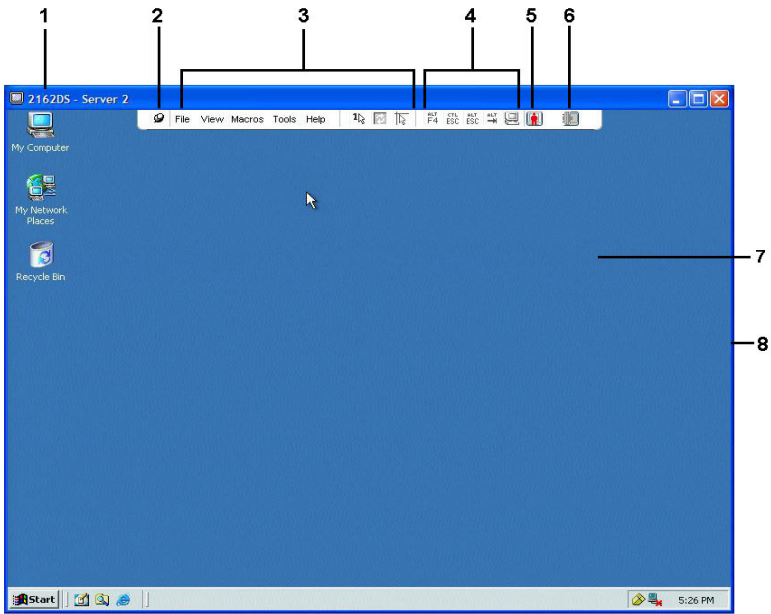 1 2 3 4 5 6
2162DS - Server 2
File View Macros Tools Help ALT F4 CTL ESC ALT ESC ALT
My Computer
My Network
Places
Recycle Bin
7
8
Start 5:26 PM